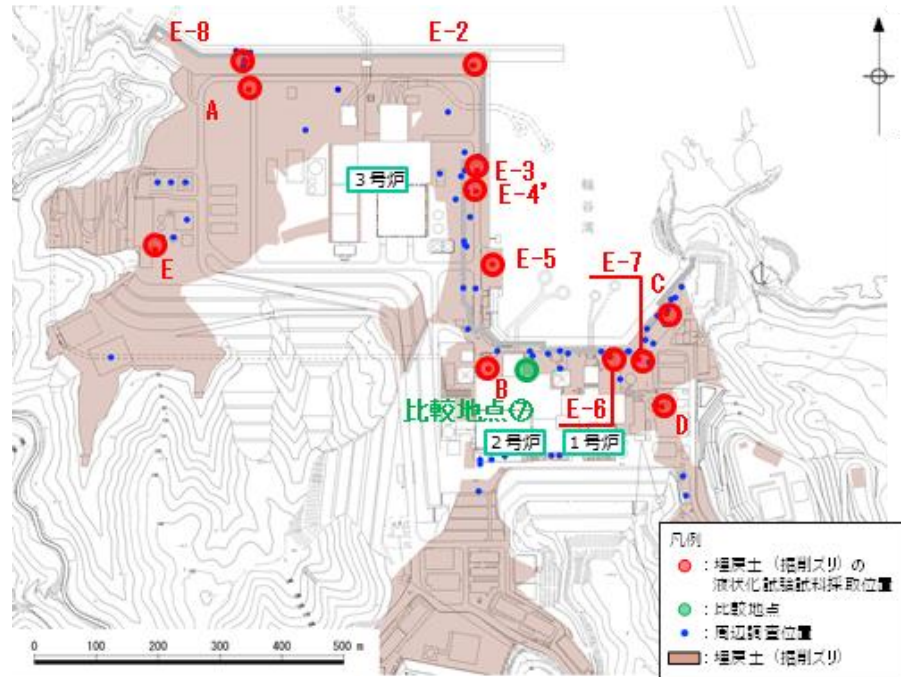 E-8
E-2
A
3号炉
E-3
E-4'
輪谷湾
E-5
E-7
E
C
B
比較地点⑦
E-6
D
2号炉
1号炉
凡例
：埋戻土（掘削ズリ）の
液状化試験試料採取位置
：比較地点
：周辺調査位置
：埋戻土（掘削ズリ）
0 100 200 300 400 500 m